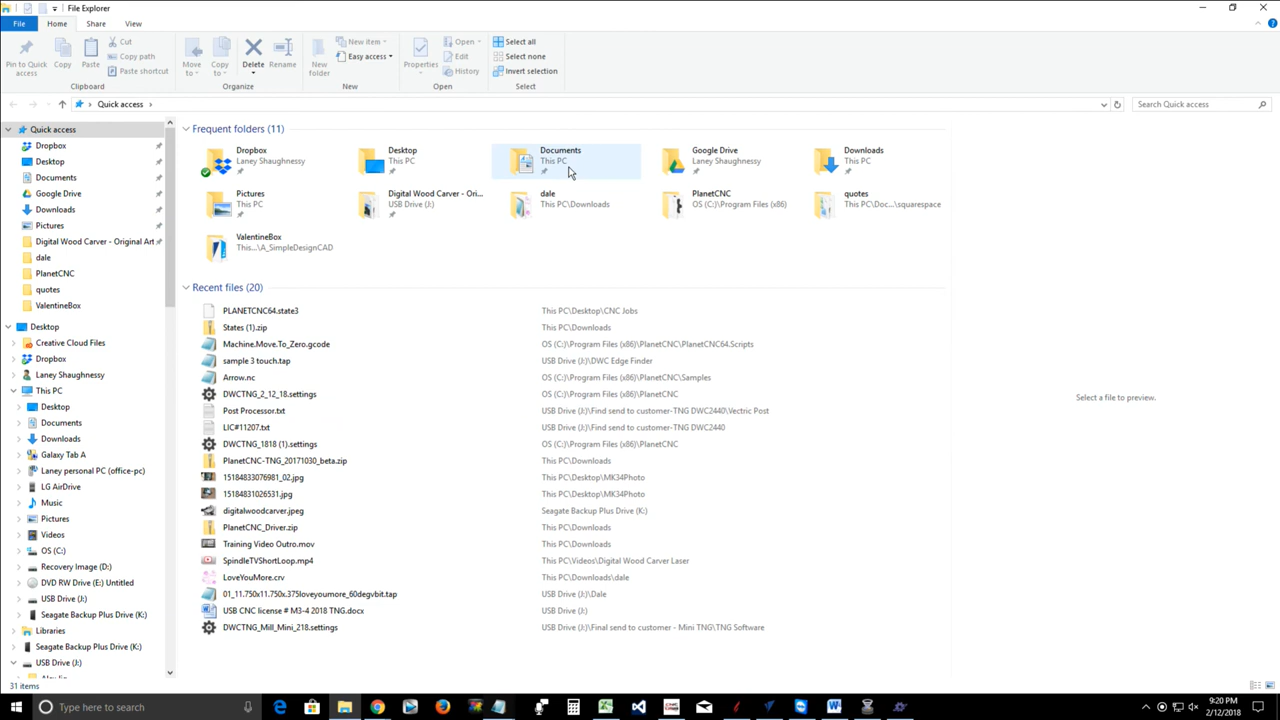 File Explorer
File
Home
Share
View
Pin to Quick access
Copy
Paste
Cut
Copy path
Paste shortcut
Move to
Copy to
Delete
Rename
New folder
New item
Easy access
Properties
Open
Edit
History
Select all
Select none
Invert selection
Clipboard
Organize
New
Open
Select
Quick access
Search Quick access
Quick access
Dropbox
Desktop
Documents
Google Drive
Downloads
Pictures
Digital Wood Carver - Original Art
dale
PlanetCNC
quotes
ValentineBox
Desktop
Creative Cloud Files
Dropbox
Laney Shaughnessy
This PC
Desktop
Documents
Downloads
Galaxy Tab A
Laney personal PC (office-pc)
LG AirDrive
Music
Pictures
Videos
OS (C:)
Recovery Image (D:)
DVD RW Drive (E:) Untitled
USB Drive (J:)
Seagate Backup Plus Drive (K:)
Libraries
Seagate Backup Plus Drive (K:)
USB Drive (J:)
Frequent folders (11)
Dropbox
Laney Shaughnessy
Desktop
This PC
Documents
This PC
Google Drive
Laney Shaughnessy
Downloads
This PC
Pictures
This PC
Digital Wood Carver - Ori...
USB Drive (J:)
dale
This PC\Downloads
PlanetCNC
OS (C:)\Program Files (x86)
quotes
This PC\Doc...\squarespace
ValentineBox
This...\A_SimpleDesignCAD
Recent files (20)
PLANETCNC64.state3 This PC\Desktop\CNC Jobs
States (1).zip This PC\Downloads
Machine.Move.To_Zero.gcode OS (C:)\Program Files (x86)\PlanetCNC\PlanetCNC64.Scripts
sample 3 touch.tap USB Drive (J:)\DWC Edge Finder
Arrow.nc OS (C:)\Program Files (x86)\PlanetCNC\Samples
DWCTNG_2_12_18.settings OS (C:)\Program Files (x86)\PlanetCNC
Post Processor.txt USB Drive (J:)\Find send to customer-TNG DWC2440\Vectric Post
LIC#11207.txt USB Drive (J:)\Find send to customer-TNG DWC2440
DWCTNG_1818 (1).settings OS (C:)\Program Files (x86)\PlanetCNC
PlanetCNC-TNG_20171030_beta.zip This PC\Downloads
15184833076981_02.jpg This PC\Desktop\MK34Photo
15184831026531.jpg This PC\Desktop\MK34Photo
digitalwoodcarver.jpeg Seagate Backup Plus Drive (K:)
PlanetCNC_Driver.zip This PC\Downloads
Training Video Outro.mov This PC\Downloads
SpindleTVShortLoop.mp4 This PC\Videos\Digital Wood Carver Laser
LoveYouMore.crv This PC\Downloads\dale
01_11.750x11.750x.375loveyoumore_60degvbit.tap USB Drive (J:)\Dale
USB CNC license # M3-4 2018 TNG.docx USB Drive (J:)
DWCTNG_Mill_Mini_218.settings USB Drive (J:)\Final send to customer - Mini TNG\TNG Software
Select a file to preview.
31 items
Type here to search
9:20 PM
2/12/2018